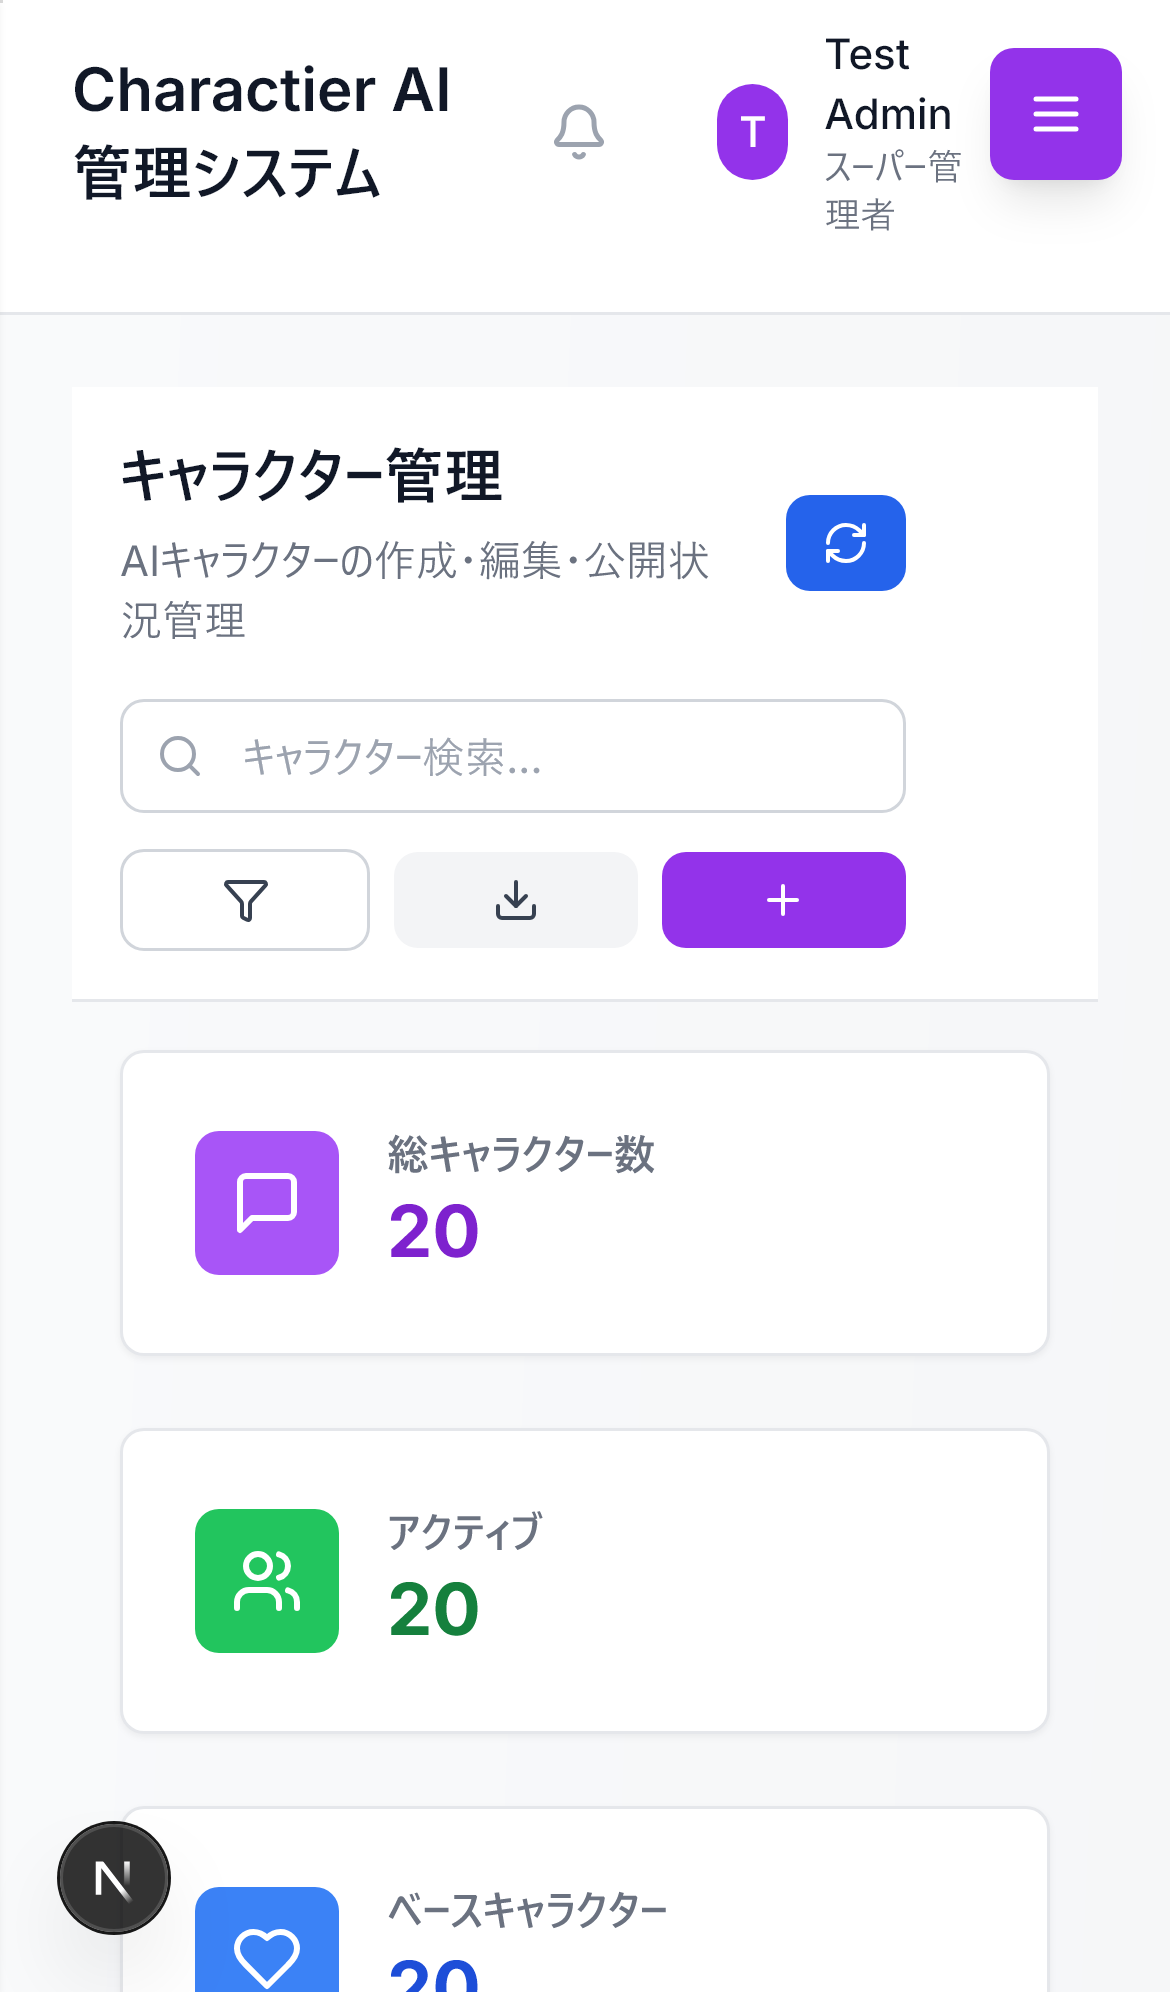 Charactier AI
管理システム
T
Test
Admin
スーパー管
理者
キャラクター管理
AIキャラクターの作成・編集・公開状
況管理
キャラクター検索...
総キャラクター数
20
アクティブ
20
N
ベースキャラクター
20